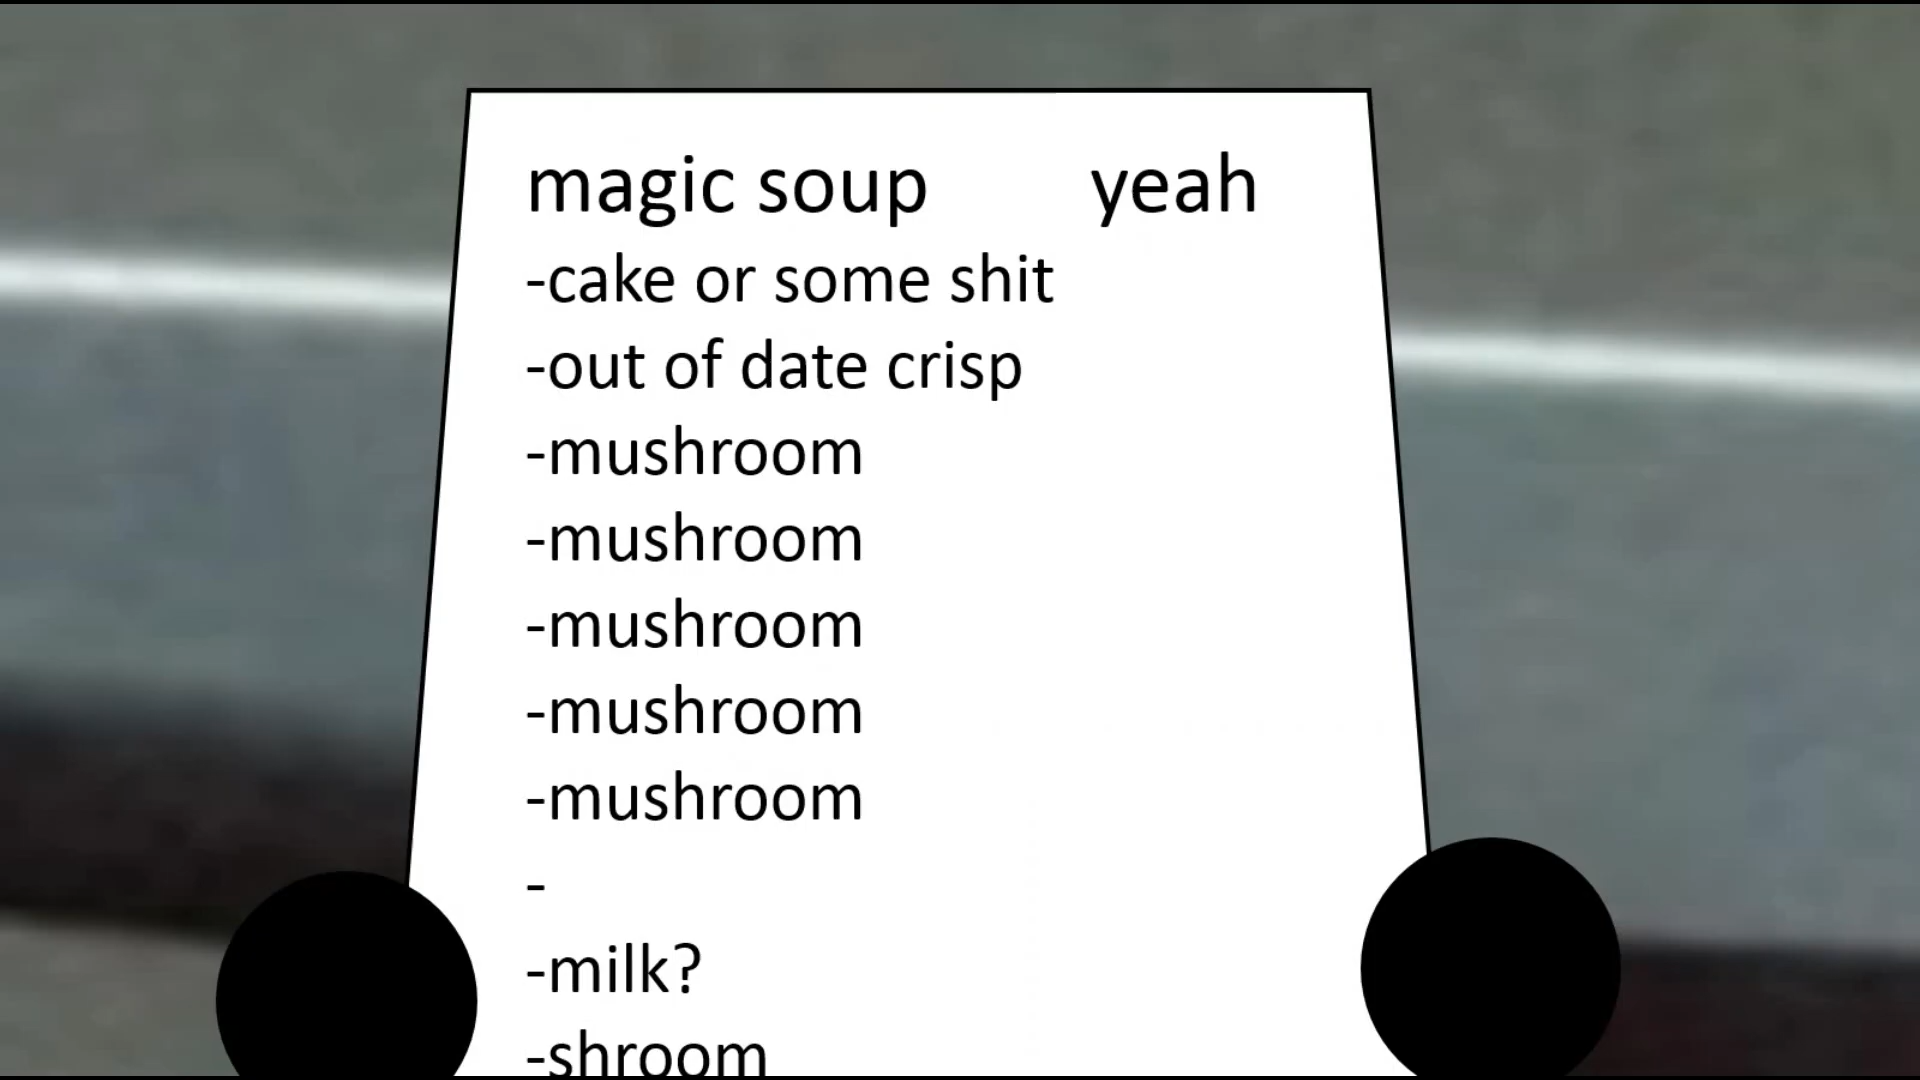 magic soup yeah
-cake or some shit
-out of date crisp
-mushroom
-mushroom
-mushroom
-mushroom
-mushroom
-
-milk?
-shroom